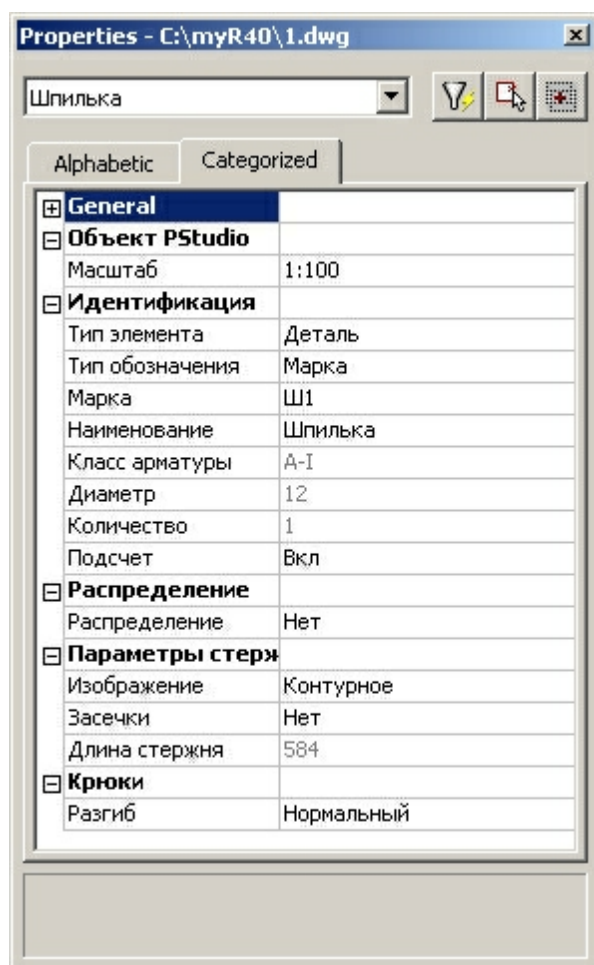 Properties - C:\myR40\1.dwg
Шпилька
Alphabetic Categorized
General
Объект PStudio
Масштаб 1:100
Идентификация
Тип элемента Деталь
Тип обозначения Марка
Марка Ш1
Наименование Шпилька
Класс арматуры А-I
Диаметр 12
Количество 1
Подсчет Вкл
Распределение
Распределение Нет
Параметры стерж
Изображение Контурное
Засечки Нет
Длина стержня 584
Крюки
Разгиб Нормальный